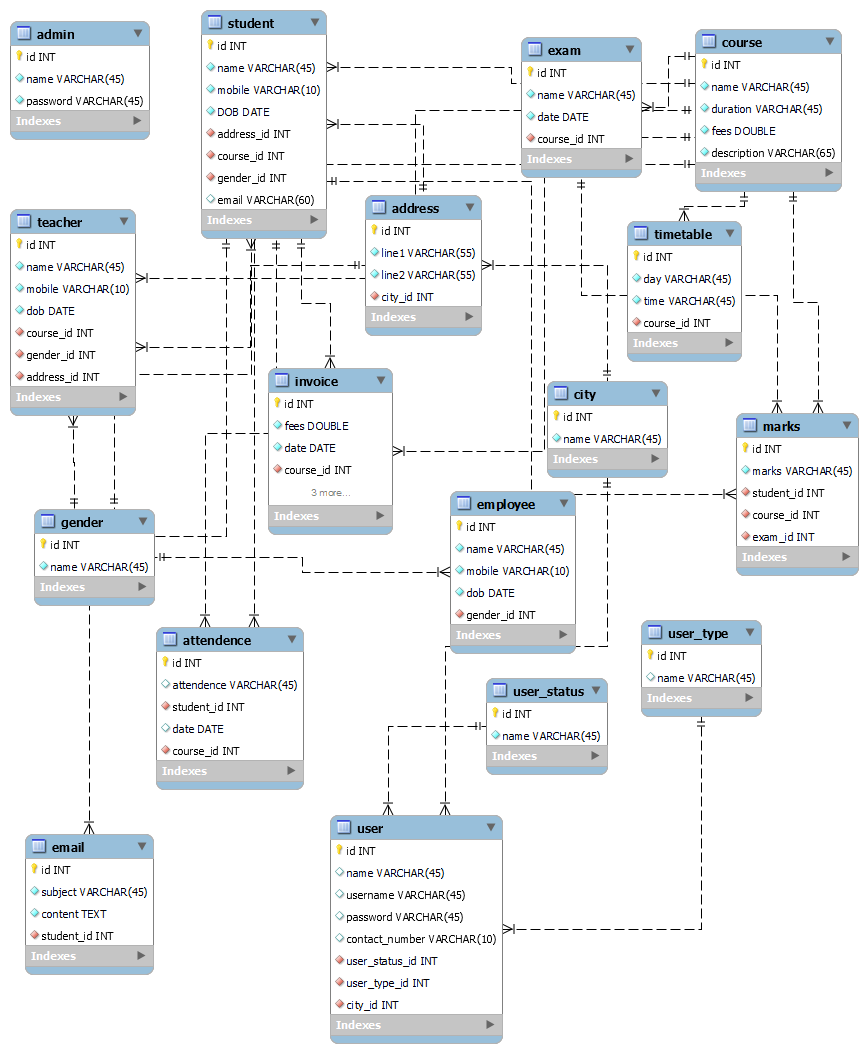 admin
id INT
name VARCHAR(45)
password VARCHAR(45)
Indexes
student
id INT
name VARCHAR(45)
mobile VARCHAR(10)
DOB DATE
address_id INT
course_id INT
gender_id INT
email VARCHAR(60)
Indexes
exam
id INT
name VARCHAR(45)
date DATE
course_id INT
Indexes
course
id INT
name VARCHAR(45)
duration VARCHAR(45)
fees DOUBLE
description VARCHAR(65)
Indexes
teacher
id INT
name VARCHAR(45)
mobile VARCHAR(10)
dob DATE
course_id INT
gender_id INT
address_id INT
Indexes
address
id INT
line1 VARCHAR(55)
line2 VARCHAR(55)
city_id INT
Indexes
timetable
id INT
day VARCHAR(45)
time VARCHAR(45)
course_id INT
Indexes
invoice
id INT
fees DOUBLE
date DATE
course_id INT
3 more...
Indexes
city
id INT
name VARCHAR(45)
Indexes
marks
id INT
marks VARCHAR(45)
student_id INT
course_id INT
exam_id INT
Indexes
gender
id INT
name VARCHAR(45)
Indexes
employee
id INT
name VARCHAR(45)
mobile VARCHAR(10)
dob DATE
gender_id INT
Indexes
attendence
id INT
attendence VARCHAR(45)
student_id INT
date DATE
course_id INT
Indexes
user_type
id INT
name VARCHAR(45)
Indexes
user_status
id INT
name VARCHAR(45)
Indexes
email
id INT
subject VARCHAR(45)
content TEXT
student_id INT
Indexes
user
id INT
name VARCHAR(45)
username VARCHAR(45)
password VARCHAR(45)
contact_number VARCHAR(10)
user_status_id INT
user_type_id INT
city_id INT
Indexes